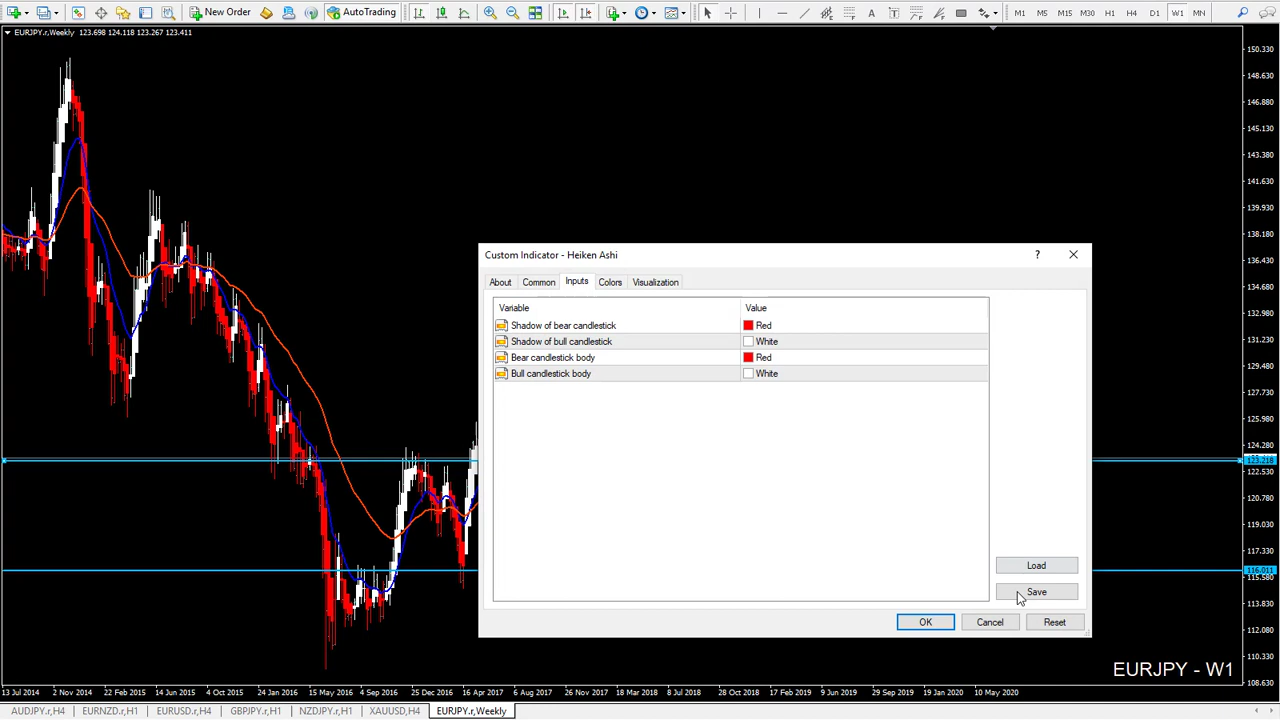 New Order
AutoTrading
M1 M5 M15 M30 H1 H4 D1 W1 MN
EURJPY.r,Weekly 123.698 124.118 123.267 123.411
150.330
148.630
146.880
145.130
143.380
141.630
139.930
138.180
136.430
134.680
132.980
131.230
129.480
127.730
125.980
124.280
123.218
122.530
120.780
119.030
117.330
116.011
115.580
113.830
112.080
110.330
108.630
Custom Indicator - Heiken Ashi
?
About Common Inputs Colors Visualization
Variable Value
Shadow of bear candlestick Red
Shadow of bull candlestick White
Bear candlestick body Red
Bull candlestick body White
Load
Save
OK Cancel Reset
EURJPY - W1
13 Jul 2014 2 Nov 2014 22 Feb 2015 14 Jun 2015 4 Oct 2015 24 Jan 2016 15 May 2016 4 Sep 2016 25 Dec 2016 16 Apr 2017 6 Aug 2017 26 Nov 2017 18 Mar 2018 8 Jul 2018 28 Oct 2018 17 Feb 2019 9 Jun 2019 29 Sep 2019 19 Jan 2020 10 May 2020
AUDJPY.r,H4 EURNZD.r,H1 EURUSD.r,H4 GBPJPY.r,H1 NZDJPY.r,H1 XAUUSD,H4 EURJPY.r,Weekly